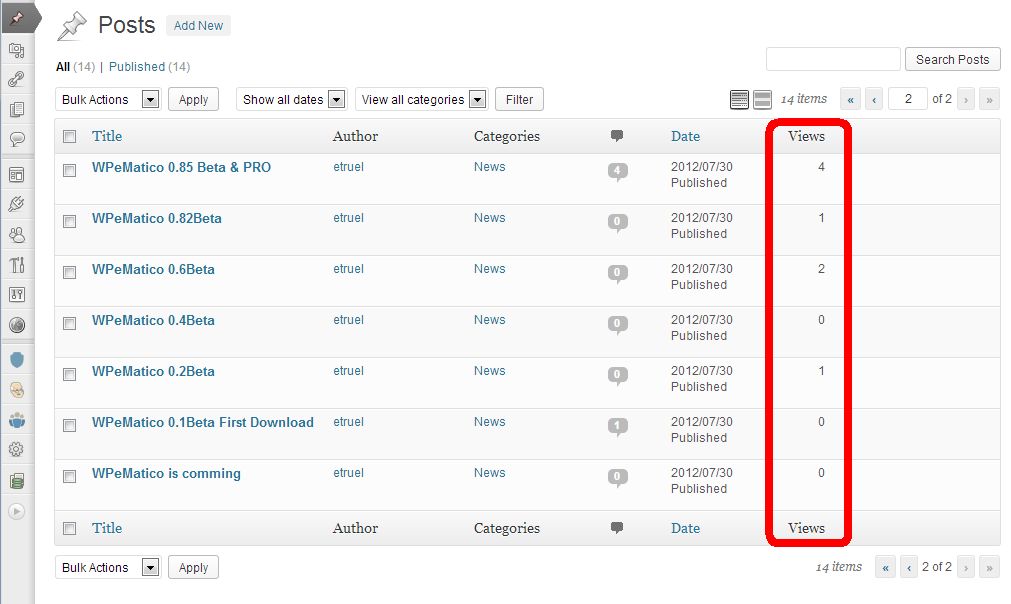 Posts Add New
All (14) | Published (14)
Search Posts
Bulk Actions Apply Show all dates View all categories Filter 14 items « ‹ 2 of 2 › »
Title Author Categories Date Views
WPeMatico 0.85 Beta & PRO etruel News 4 2012/07/30 4
Published
WPeMatico 0.82Beta etruel News 0 2012/07/30 1
Published
WPeMatico 0.6Beta etruel News 0 2012/07/30 2
Published
WPeMatico 0.4Beta etruel News 0 2012/07/30 0
Published
WPeMatico 0.2Beta etruel News 0 2012/07/30 1
Published
WPeMatico 0.1Beta First Download etruel News 1 2012/07/30 0
Published
WPeMatico is comming etruel News 0 2012/07/30 0
Published
Title Author Categories Date Views
Bulk Actions Apply 14 items « ‹ 2 of 2 › »